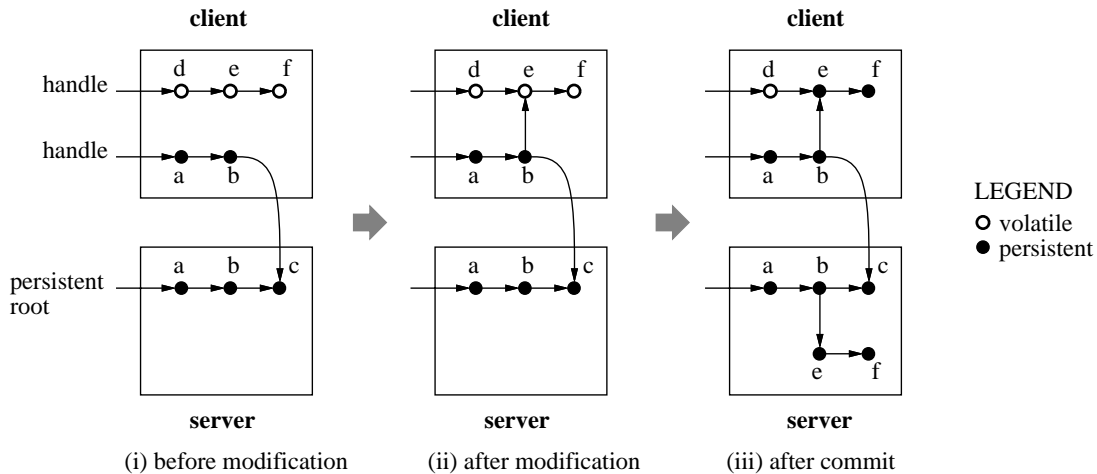 client
client
client
handle
d e f
d e f
d e f
handle
a b
a b
a b
LEGEND
volatile
persistent
persistent
root
a b c
a b c
a b c
e f
server
server
server
(i) before modification
(ii) after modification
(iii) after commit